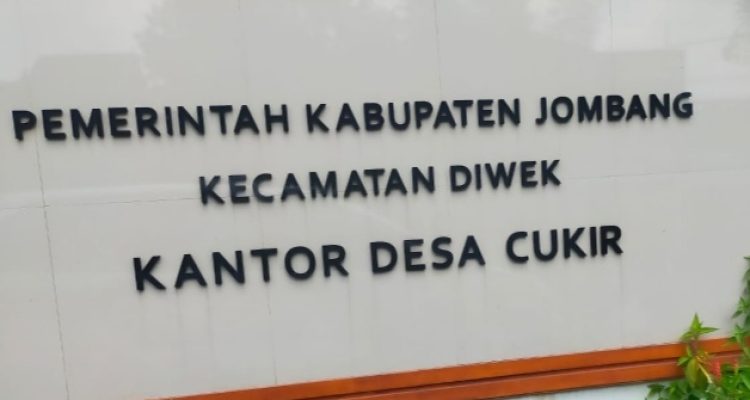 PEMERINTAH KABUPATEN JOMBANG
KECAMATAN DIWEK
KANTOR DESA CUKIR